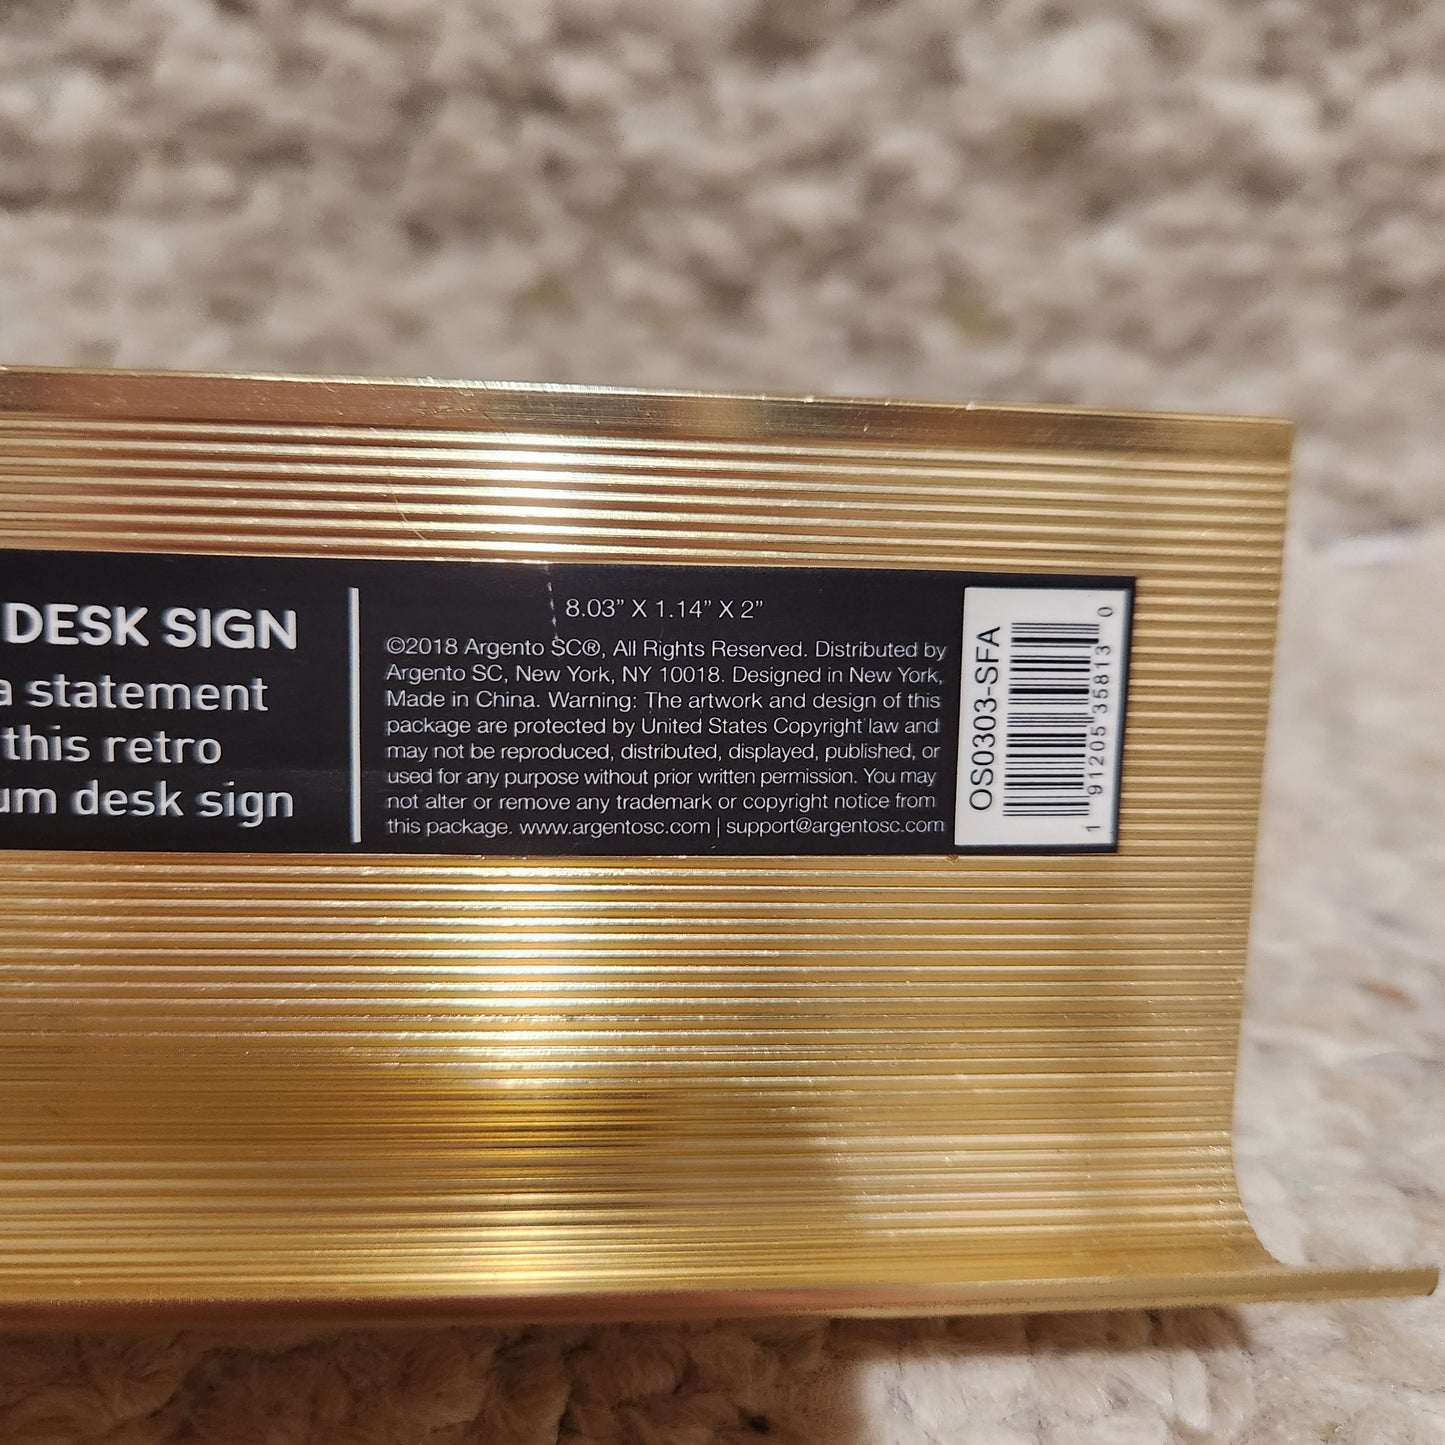 DESK SIGN
a statement
this retro
um desk sign
8.03” X 1.14” X 2”
©2018 Argento SC®, All Rights Reserved. Distributed by
Argento SC, New York, NY 10018. Designed in New York,
Made in China. Warning: The artwork and design of this
package are protected by United States Copyright law and
may not be reproduced, distributed, displayed, published, or
used for any purpose without prior written permission. You may
not alter or remove any trademark or copyright notice from
this package. www.argentosc.com | support@argentosc.com
OS0303-SFA
1 91205 35813 0